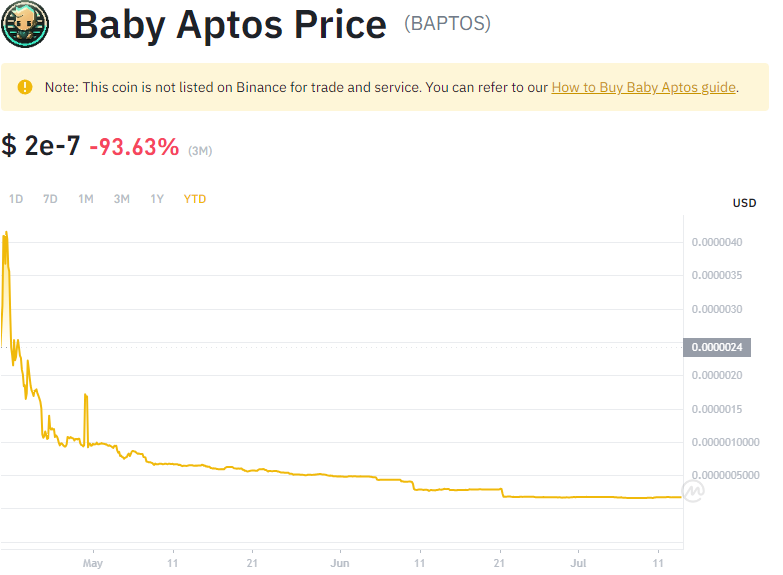 Baby Aptos Price (BAPTOS)
Note: This coin is not listed on Binance for trade and service. You can refer to our How to Buy Baby Aptos guide.
$ 2e-7 -93.63% (3M)
1D 7D 1M 3M 1Y YTD
USD
0.0000040
0.0000035
0.0000030
0.0000024
0.0000020
0.0000015
0.0000010000
0.0000005000
May 11 21 Jun 11 21 Jul 11